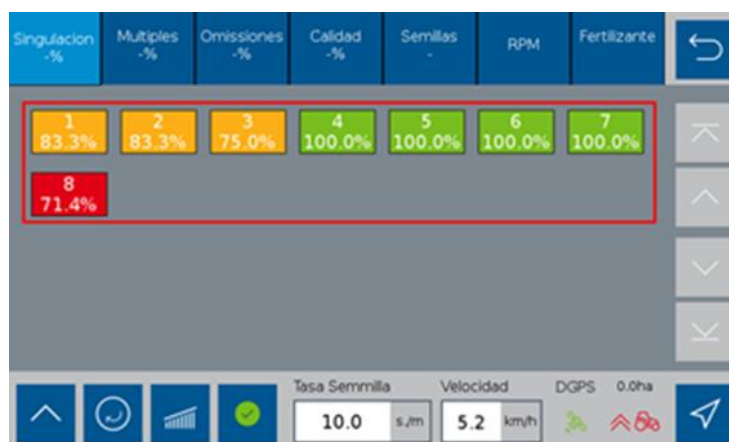 Singulacion Multiples Omissiones Calidad Semillas RPM Fertilizante
-% -% -% -% -
1 2 3 4 5 6 7
83.3% 83.3% 75.0% 100.0% 100.0% 100.0% 100.0%
8
71.4%
Tasa Semmilla Velocidad DGPS 0.0ha
10.0 s./m 5.2 km/h